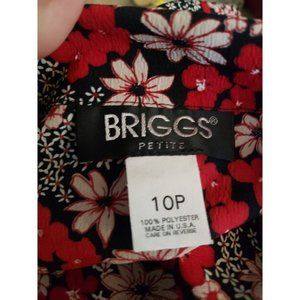 BRIGGS®
PETITE
10P
100% POLYESTER
MADE IN U.S.A.
CARE ON REVERSE